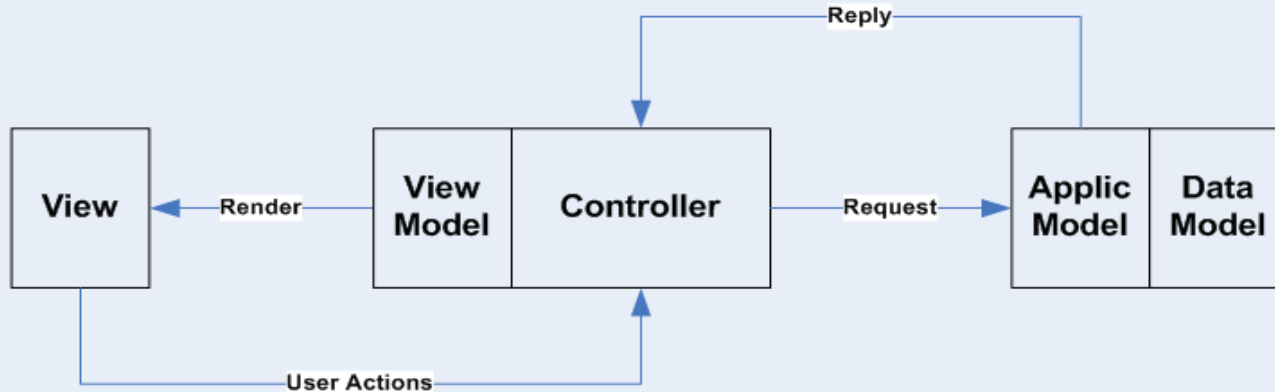 Reply
View
Render
View
Model
Controller
Request
Applic
Model
Data
Model
User Actions